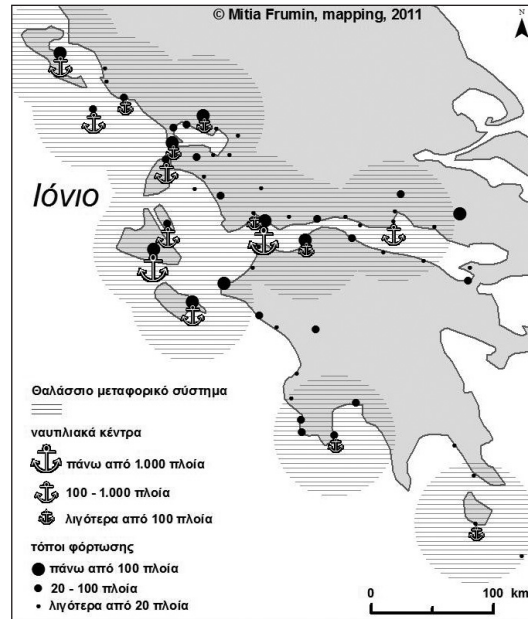 © Mitia Frumin, mapping, 2011
N
Ιόνιο
Θαλάσσιο μεταφορικό σύστημα
ναυτιλιακά κέντρα
πάνω από 1.000 πλοία
100 - 1.000 πλοία
λιγότερα από 100 πλοία
τόποι φόρτωσης
πάνω από 100 πλοία
20 - 100 πλοία
λιγότερα από 20 πλοία
0 100 km